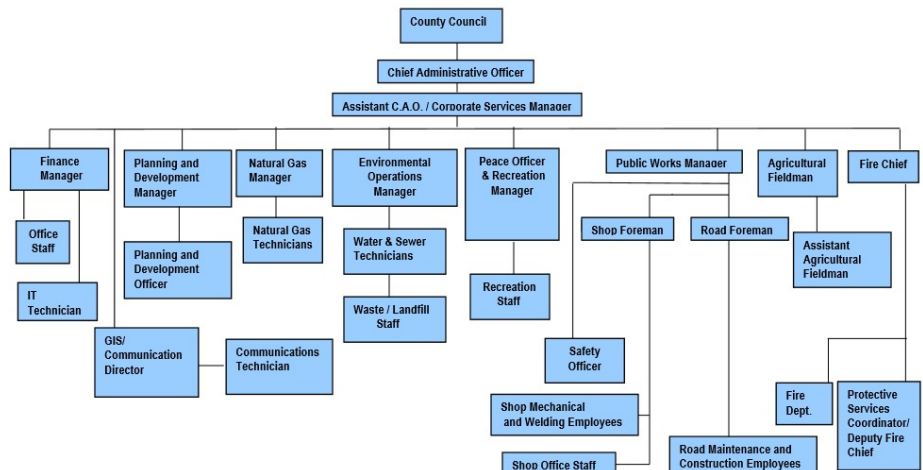 County Council
Chief Administrative Officer
Assistant C.A.O. / Corporate Services Manager
Finance
Manager
Planning and
Development
Manager
Natural Gas
Manager
Environmental
Operations
Manager
Peace Officer
& Recreation
Manager
Public Works Manager
Agricultural
Fieldman
Fire Chief
Office
Staff
Natural Gas
Technicians
Shop Foreman
Road Foreman
Water & Sewer
Technicians
Assistant
Agricultural
Fieldman
Planning and
Development
Officer
IT
Technician
Recreation
Staff
Waste / Landfill
Staff
GIS/
Communication
Director
Communications
Technician
Safety
Officer
Fire
Dept.
Protective
Services
Coordinator/
Deputy Fire
Chief
Shop Mechanical
and Welding Employees
Road Maintenance and
Construction Employees
Shop Office Staff